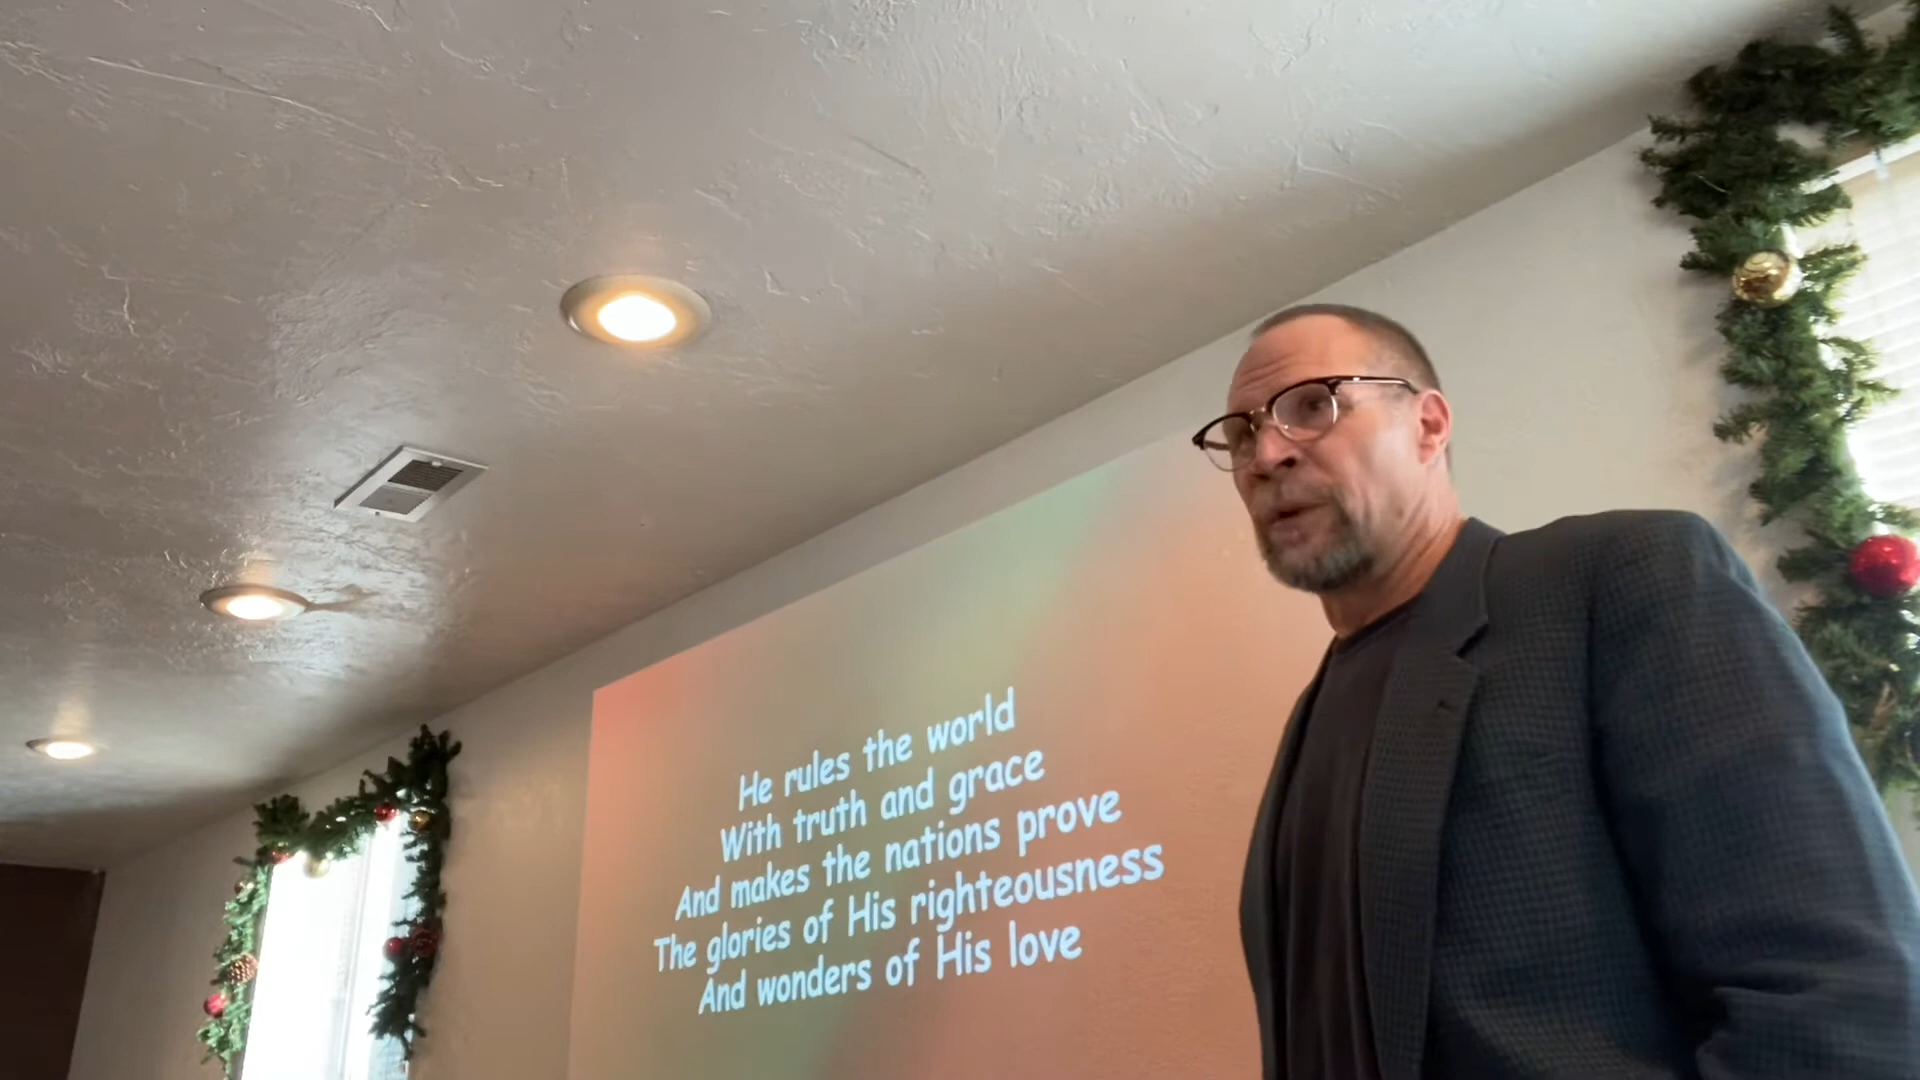 He rules the world
With truth and grace
And makes the nations prove
The glories of His righteousness
And wonders of His love